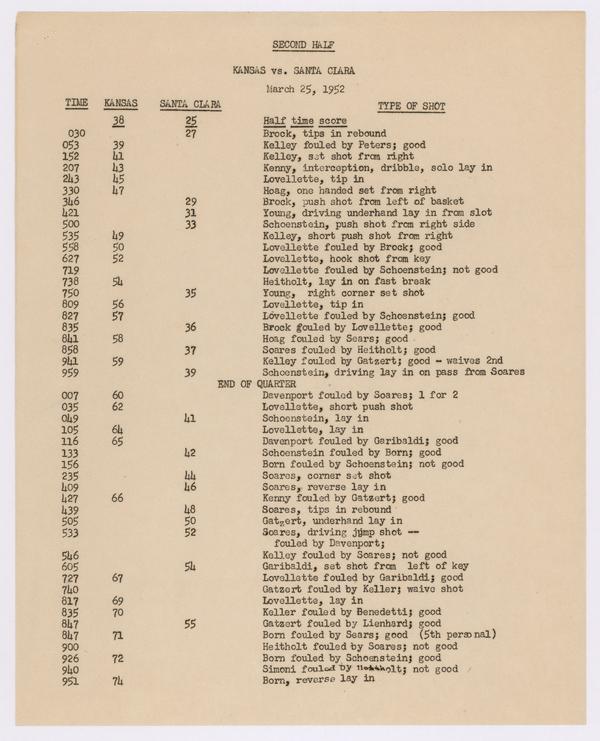 SECOND HALF
KANSAS vs. SANTA CLARA
March 25, 1952
TIME KANSAS SANTA CLARA TYPE OF SHOT
38 25 Half time score
030 27 Brock, tips in rebound
053 39 Kelley fouled by Peters; good
152 41 Kelley, set shot from right
207 43 Kenny, interception, dribble, solo lay in
243 45 Lovellette, tip in
330 47 Hoag, one handed set from right
346 29 Brock, push shot from left of basket
421 31 Young, driving underhand lay in from slot
500 33 Schoenstein, push shot from right side
535 49 Kelley, short push shot from right
558 50 Lovellette fouled by Brock; good
627 52 Lovellette, hook shot from key
719 Lovellette fouled by Schoenstein; not good
738 54 Heitholt, lay in on fast break
750 35 Young, right corner set shot
809 56 Lovellette, tip in
827 57 Lovellette fouled by Schoenstein; good
835 36 Brock fouled by Lovellette; good
841 58 Hoag fouled by Sears; good
858 37 Soares fouled by Heitholt; good
941 59 Kelley fouled by Gatzert; good - waives 2nd
959 39 Schoenstein, driving lay in on pass from Soares
END OF QUARTER
007 60 Davenport fouled by Soares; 1 for 2
035 62 Lovellette, short push shot
049 41 Schoenstein, lay in
105 64 Lovellette, lay in
116 65 Davenport fouled by Garibaldi; good
133 42 Schoenstein fouled by Born; good
156 Born fouled by Schoenstein; not good
235 44 Soares, corner set shot
409 46 Soares, reverse lay in
427 66 Kenny fouled by Gatzert; good
439 48 Soares, tips in rebound
505 50 Gatzert, underhand lay in
533 52 Soares, driving jump shot --
fouled by Davenport;
546 Kelley fouled by Soares; not good
605 54 Garibaldi, set shot from left of key
727 67 Lovellette fouled by Garibaldi; good
740 Gatzert fouled by Keller; waive shot
817 69 Lovellette, lay in
835 70 Keller fouled by Benedetti; good
847 55 Gatzert fouled by Lienhard; good
847 71 Born fouled by Sears; good (5th personal)
900 Heitholt fouled by Soares; not good
926 72 Born fouled by Schoenstein; good
940 Simoni fouled by Heitholt; not good
951 74 Born, reverse lay in